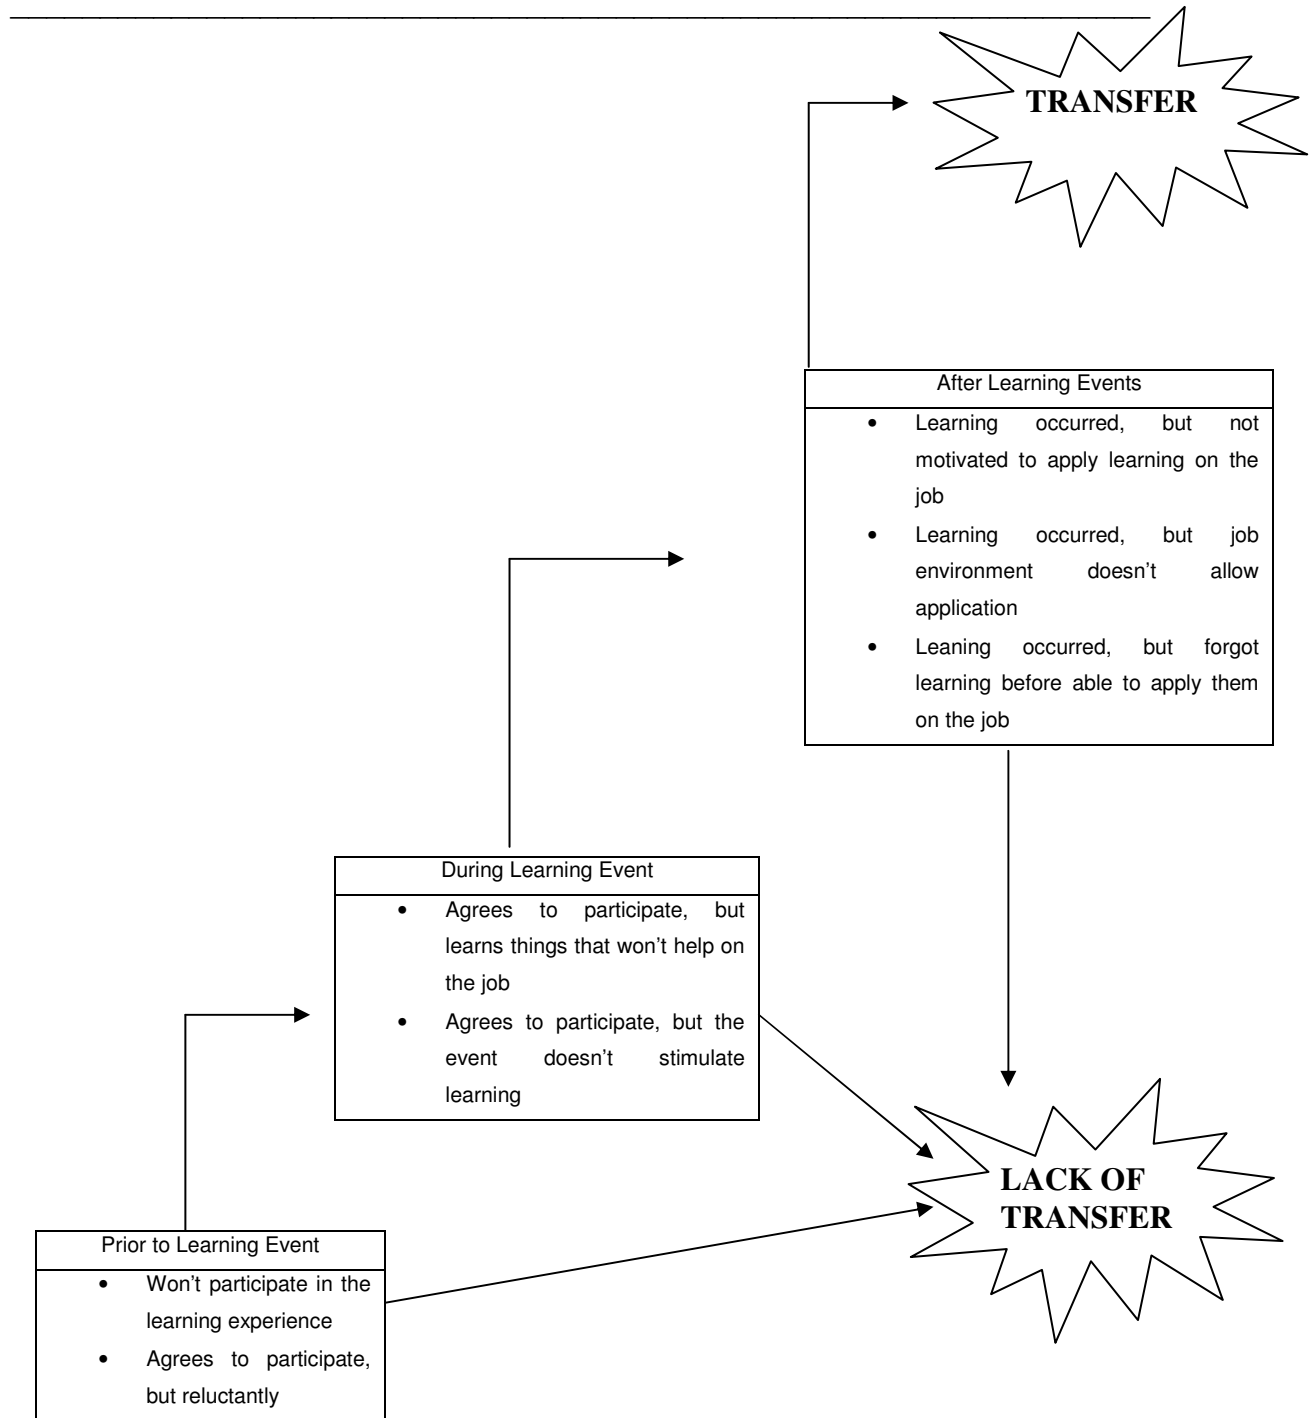 TRANSFER
After Learning Events
• Learning occurred, but not
motivated to apply learning on the
job
• Learning occurred, but job
environment doesn't allow
application
• Leaning occurred, but forgot
learning before able to apply them
on the job
During Learning Event
• Agrees to participate, but
learns things that won't help on
the job
• Agrees to participate, but the
event doesn't stimulate
learning
LACK OF
TRANSFER
Prior to Learning Event
• Won't participate in the
learning experience
• Agrees to participate,
but reluctantly